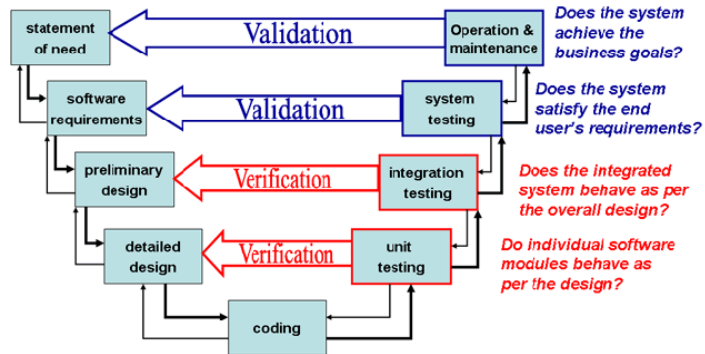 statement
of need
Validation
Operation &
maintenance
Does the system
achieve the
business goals?
software
requirements
Validation
system
testing
Does the system
satisfy the end
user's requirements?
preliminary
design
Verification
integration
testing
Does the integrated
system behave as per
the overall design?
detailed
design
Verification
unit
testing
Do individual software
modules behave as
per the design?
coding